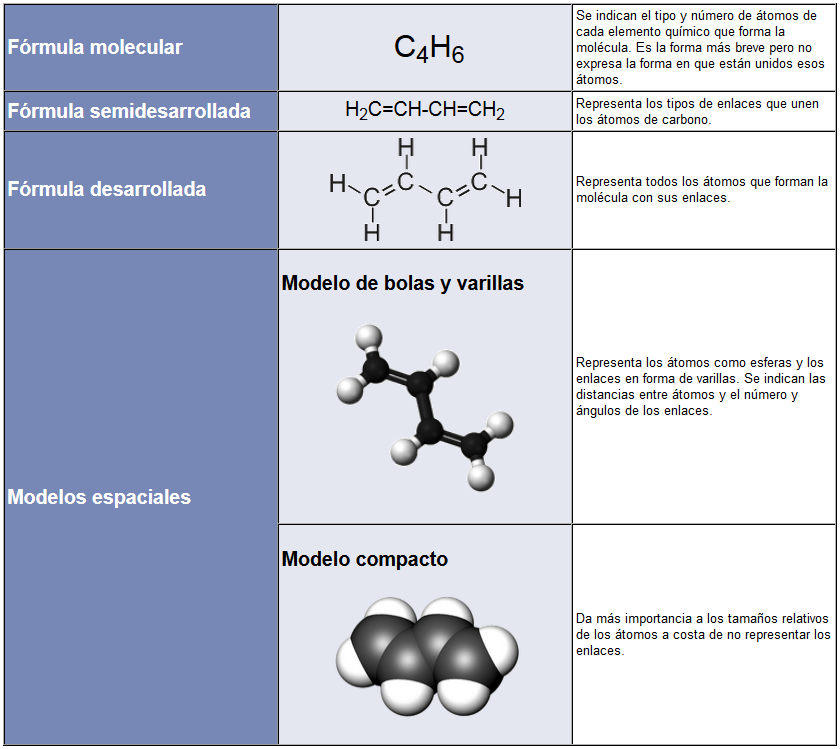 Fórmula molecular
C₄H₆
Se indican el tipo y número de átomos de
cada elemento químico que forma la
molécula. Es la forma más breve pero no
expresa la forma en que están unidos esos
átomos.
Fórmula semidesarrollada
H₂C=CH-CH=CH₂
Representa los tipos de enlaces que unen
los átomos de carbono.
Fórmula desarrollada
H H
H C C H
C C
H H
Representa todos los átomos que forman la
molécula con sus enlaces.
Modelos espaciales
Modelo de bolas y varillas
Representa los átomos como esferas y los
enlaces en forma de varillas. Se indican las
distancias entre átomos y el número y
ángulos de los enlaces.
Modelo compacto
Da más importancia a los tamaños relativos
de los átomos a costa de no representar los
enlaces.